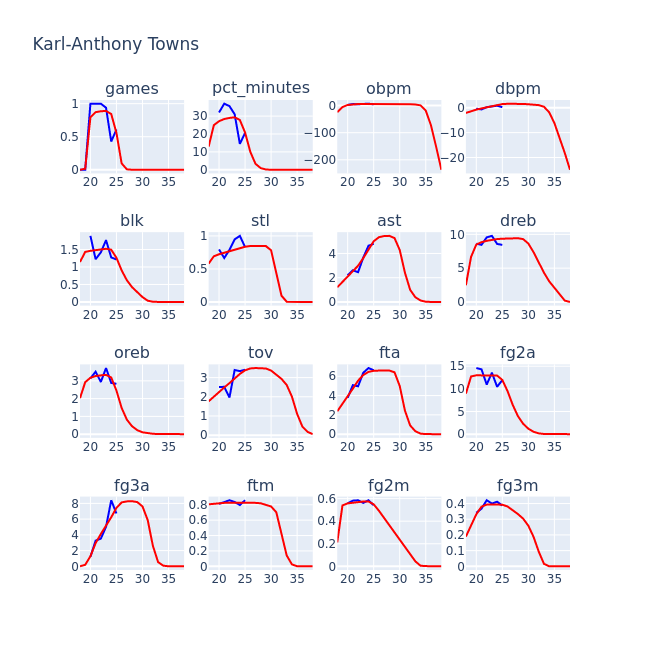 Karl-Anthony Towns
games pct_minutes obpm dbpm
1 0.5 0 20 25 30 35
30 20 10 0 20 25 30 35
0 −100 −200 20 25 30 35
0 −10 −20 20 25 30 35
blk stl ast dreb
1.5 1 0.5 0 20 25 30 35
1 0.5 0 20 25 30 35
4 2 0 20 25 30 35
10 5 0 20 25 30 35
oreb tov fta fg2a
3 2 1 0 20 25 30 35
3 2 1 0 20 25 30 35
6 4 2 0 20 25 30 35
15 10 5 0 20 25 30 35
fg3a ftm fg2m fg3m
8 6 4 2 0 20 25 30 35
0.8 0.6 0.4 0.2 0 20 25 30 35
0.6 0.4 0.2 0 20 25 30 35
0.4 0.3 0.2 0.1 0 20 25 30 35